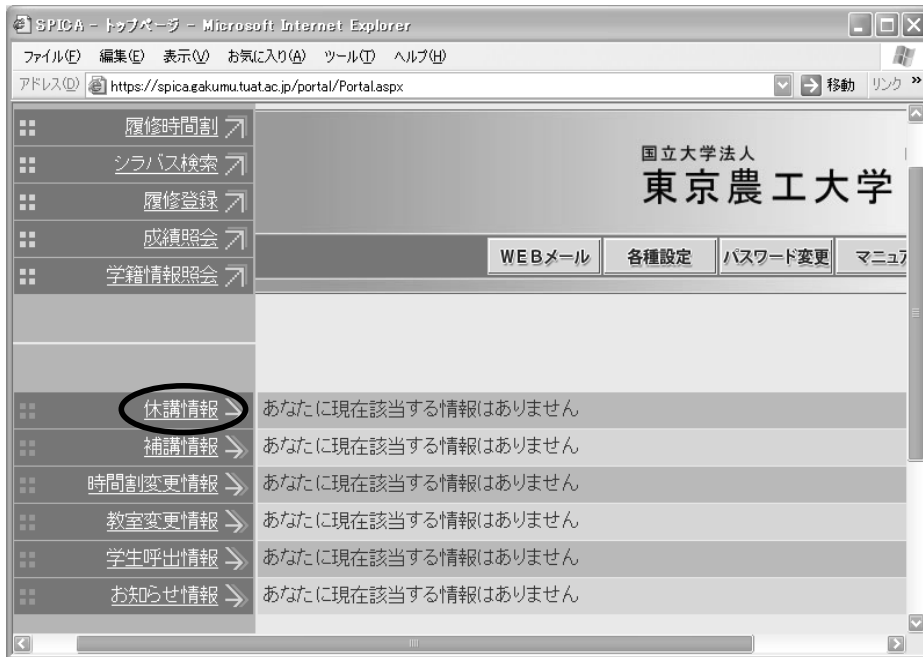 SPICA - トップページ - Microsoft Internet Explorer
ファイル(F) 編集(E) 表示(V) お気に入り(A) ツール(T) ヘルプ(H)
アドレス(D) https://spica.gakumu.tuat.ac.jp/portal/Portal.aspx 移動 リンク »
履修時間割
シラバス検索
履修登録
成績照会
学籍情報照会
国立大学法人
東京農工大学
WEBメール 各種設定 パスワード変更 マニュア
休講情報 あなたに現在該当する情報はありません
補講情報 あなたに現在該当する情報はありません
時間割変更情報 あなたに現在該当する情報はありません
教室変更情報 あなたに現在該当する情報はありません
学生呼出情報 あなたに現在該当する情報はありません
お知らせ情報 あなたに現在該当する情報はありません